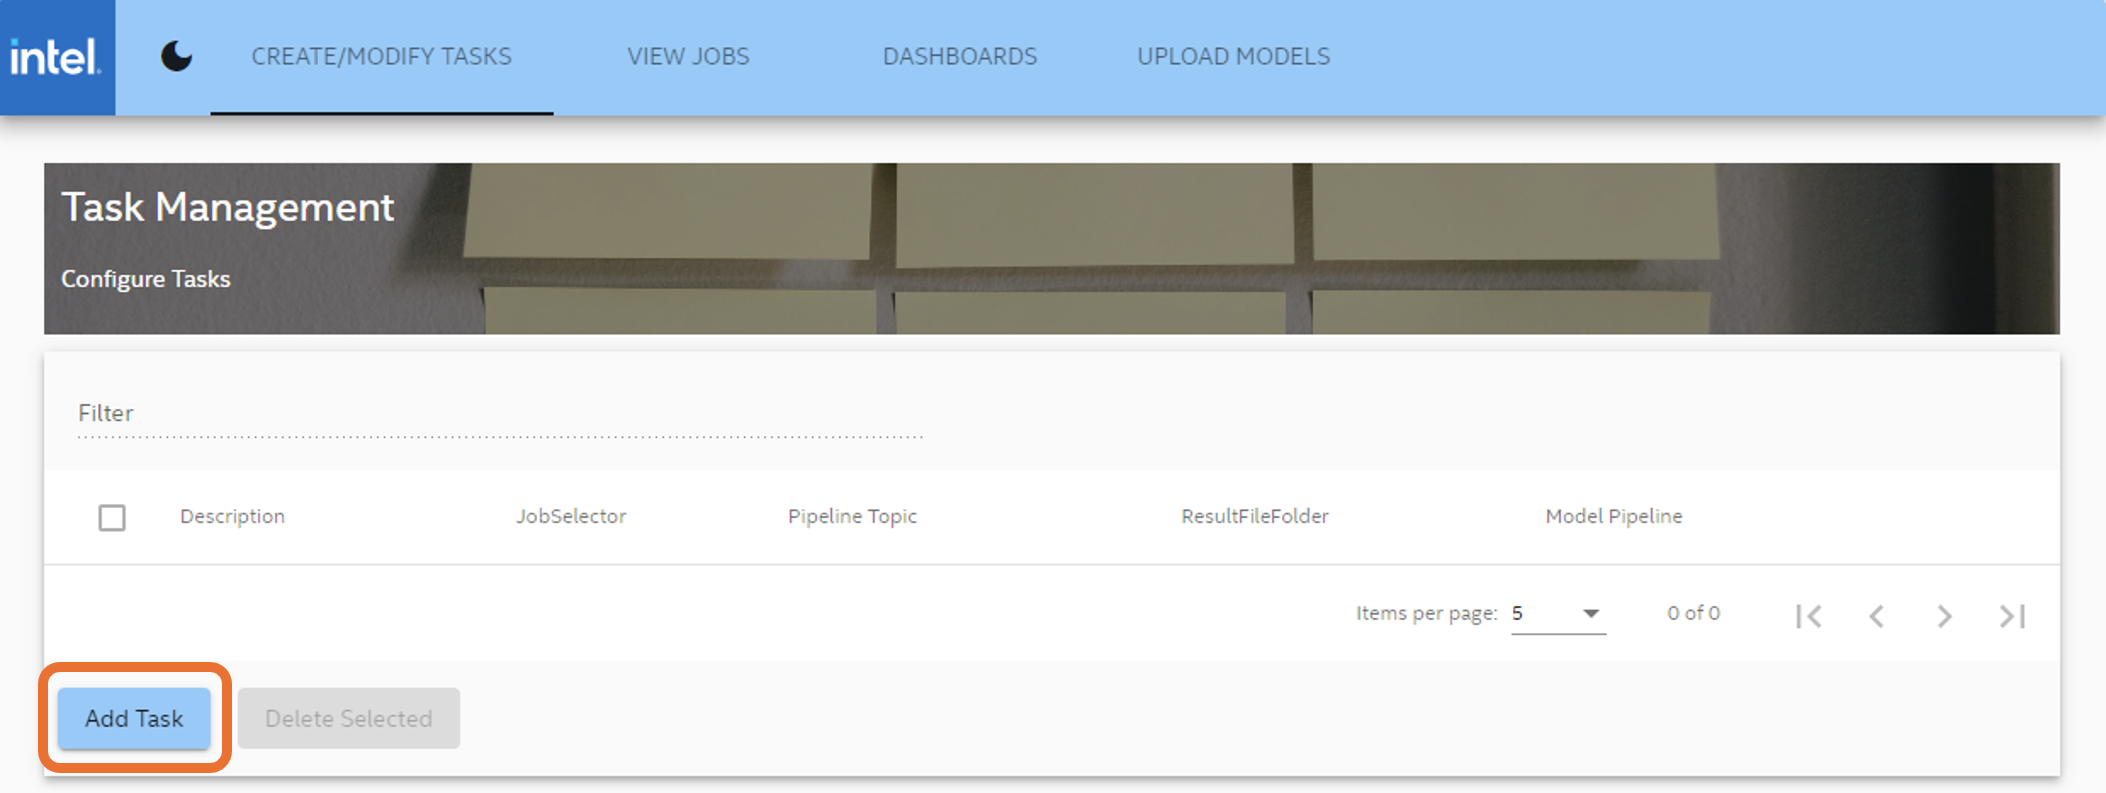 intel.
CREATE/MODIFY TASKS VIEW JOBS DASHBOARDS UPLOAD MODELS
Task Management
Configure Tasks
Filter
Description JobSelector Pipeline Topic ResultFileFolder Model Pipeline
Items per page: 5 0 of 0
Add Task Delete Selected